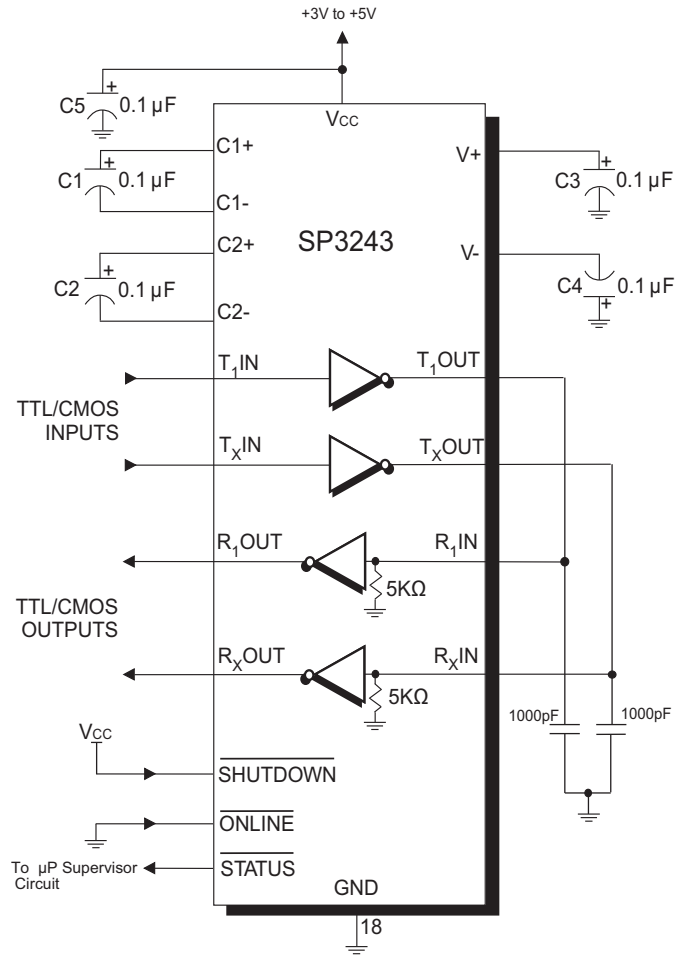 +3V to +5V
C5
+
0.1 µF
VCC
C1
+
0.1 µF
C1+
C1-
V+
C3
+
0.1 µF
C2
+
0.1 µF
C2+
C2-
SP3243
V-
C4
+
0.1 µF
TTL/CMOS
INPUTS
T1IN
T1OUT
TXIN
TXOUT
TTL/CMOS
OUTPUTS
R1OUT
R1IN
5KΩ
RXOUT
RXIN
5KΩ
1000pF
1000pF
VCC
SHUTDOWN
ONLINE
To µP Supervisor
Circuit
STATUS
GND
18